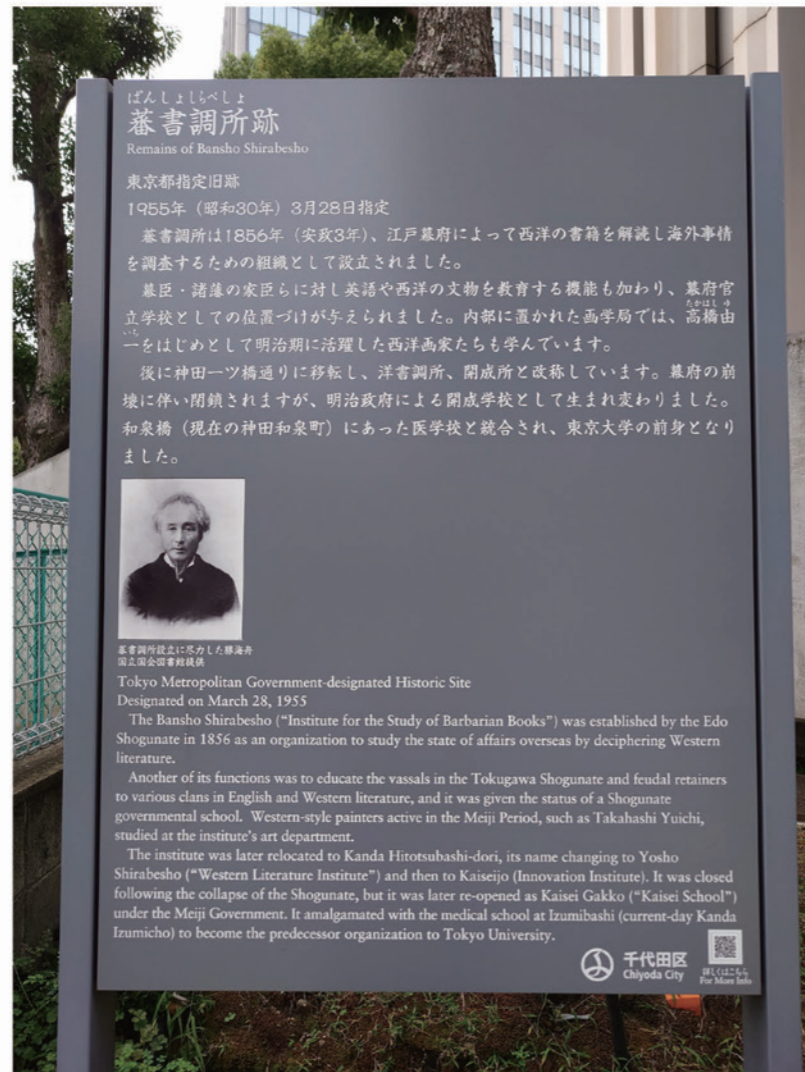 ばんしょしらべしょ
蕃書調所跡
Remains of Bansho Shirabesho
東京都指定旧跡
1955年（昭和30年）3月28日指定
蕃書調所は1856年（安政3年）、江戸幕府によって西洋の書籍を解読し海外事情
を調査するための組織として設立されました。
幕臣・諸藩の家臣らに対し英語や西洋の文物を教育する機能も加わり、幕府官
たかはし ゆ
立学校としての位置づけが与えられました。内部に置かれた画学局では、高橋由
いち
一をはじめとして明治期に活躍した西洋画家たちも学んでいます。
後に神田一ツ橋通りに移転し、洋書調所、開成所と改称しています。幕府の崩
壊に伴い閉鎖されますが、明治政府による開成学校として生まれ変わりました。
和泉橋（現在の神田和泉町）にあった医学校と統合され、東京大学の前身となり
ました。
蕃書調所設立に尽力した勝海舟
国立国会図書館提供
Tokyo Metropolitan Government-designated Historic Site
Designated on March 28, 1955
The Bansho Shirabesho (“Institute for the Study of Barbarian Books”) was established by the Edo
Shogunate in 1856 as an organization to study the state of affairs overseas by deciphering Western
literature.
Another of its functions was to educate the vassals in the Tokugawa Shogunate and feudal retainers
to various clans in English and Western literature, and it was given the status of a Shogunate
governmental school. Western-style painters active in the Meiji Period, such as Takahashi Yuichi,
studied at the institute’s art department.
The institute was later relocated to Kanda Hitotsubashi-dori, its name changing to Yosho
Shirabesho (“Western Literature Institute”) and then to Kaiseijo (Innovation Institute). It was closed
following the collapse of the Shogunate, but it was later re-opened as Kaisei Gakko (“Kaisei School”)
under the Meiji Government. It amalgamated with the medical school at Izumibashi (current-day Kanda
Izumicho) to become the predecessor organization to Tokyo University.
千代田区
Chiyoda City
詳しくはこちら
For More Info